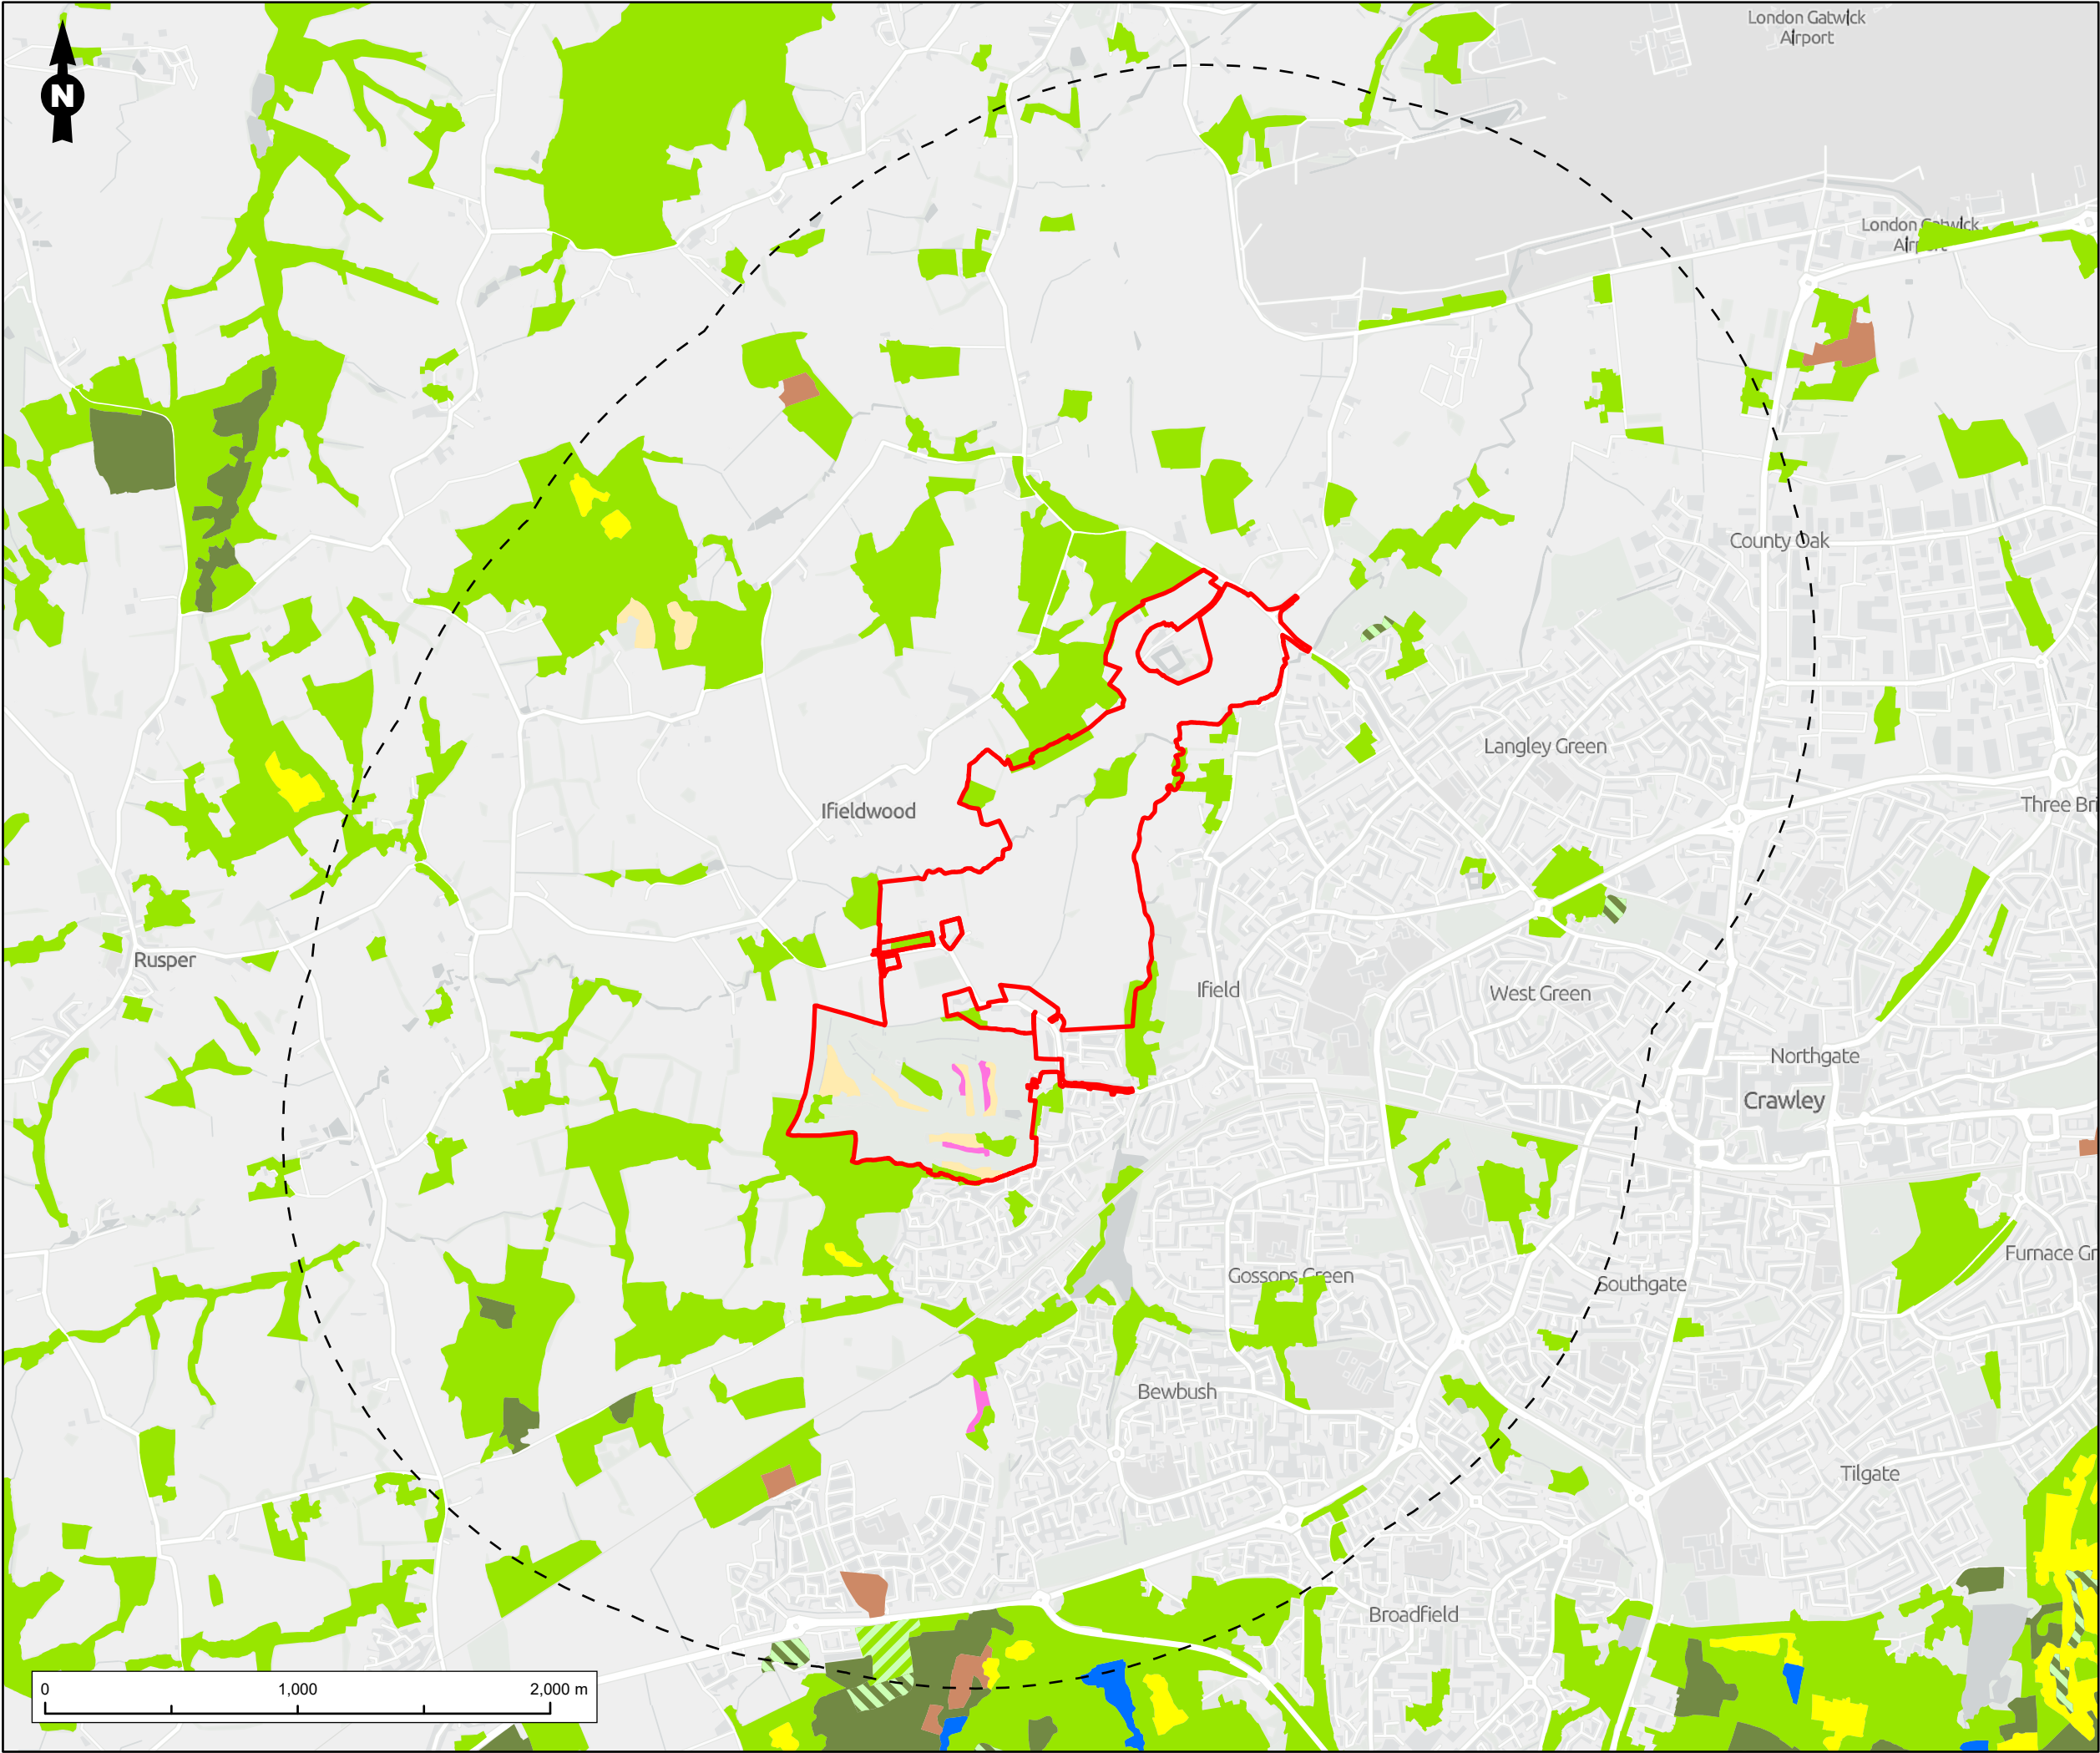 London Gatwick
Airport
N
London Gatwick
Airport
County Oak
Langley Green
Three Bri
Ifieldwood
Rusper
Ifield
West Green
Northgate
Crawley
Furnace Gr
Gossops Green
Southgate
Bewbush
Tilgate
Broadfield
0 1,000 2,000 m